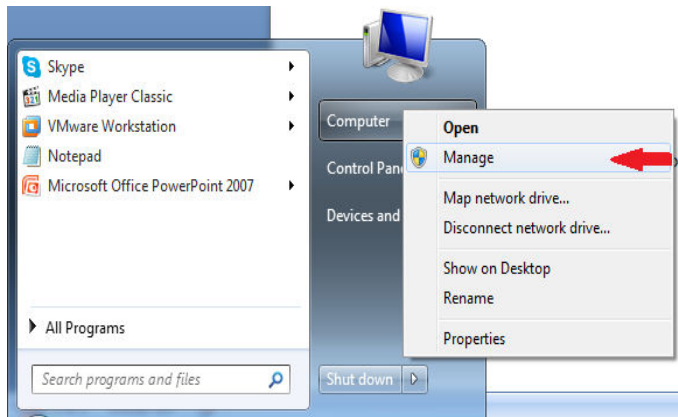 Skype
Media Player Classic
VMware Workstation
Notepad
Microsoft Office PowerPoint 2007
All Programs
Search programs and files
Computer
Control
Devices and
Shut down
Open
Manage
Map network drive...
Disconnect network drive...
Show on Desktop
Rename
Properties